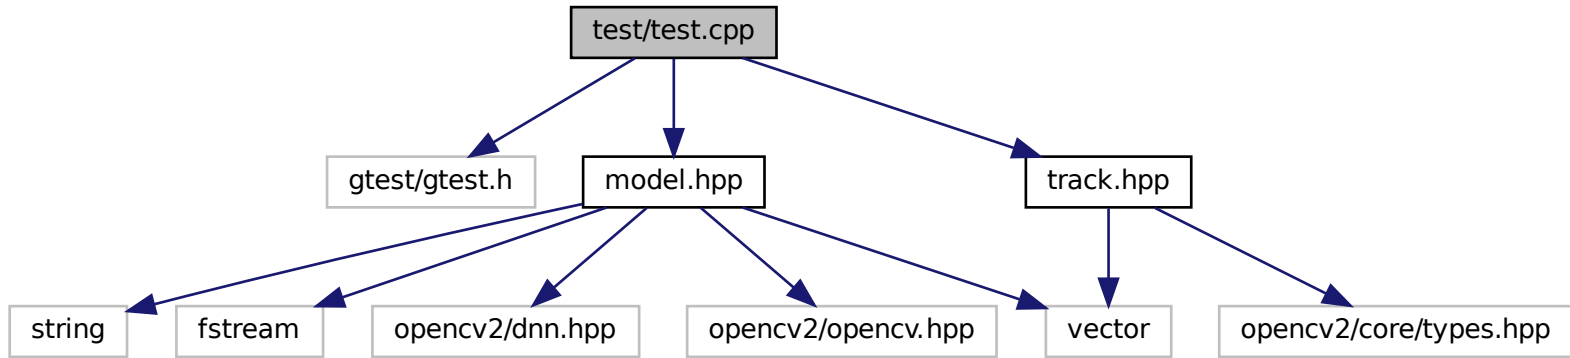 test/test.cpp
gtest/gtest.h
model.hpp
track.hpp
string
fstream
opencv2/dnn.hpp
opencv2/opencv.hpp
vector
opencv2/core/types.hpp